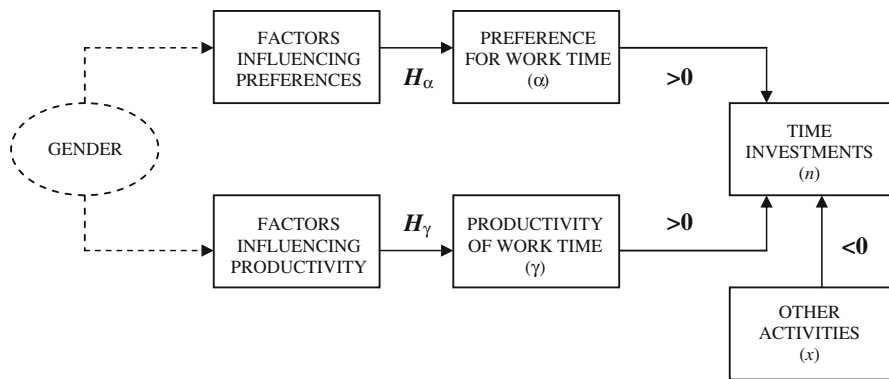 FACTORS
INFLUENCING
PREFERENCES
H_α
PREFERENCE
FOR WORK TIME
(α)
>0
GENDER
TIME
INVESTMENTS
(n)
FACTORS
INFLUENCING
PRODUCTIVITY
H_γ
PRODUCTIVITY
OF WORK TIME
(γ)
>0
<0
OTHER
ACTIVITIES
(x)